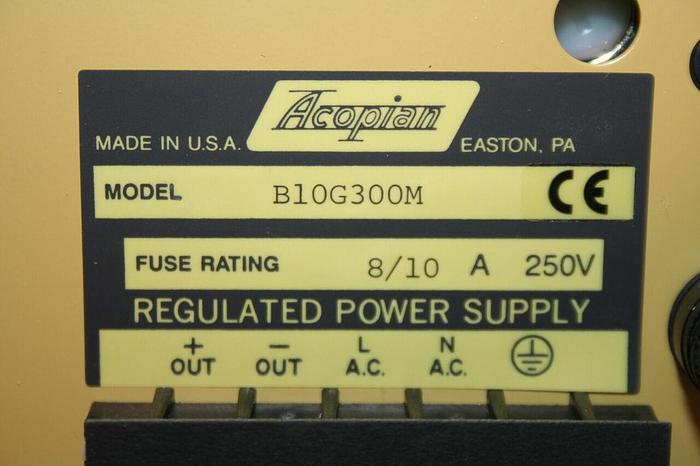 Acopian
MADE IN U.S.A. EASTON, PA
MODEL B10G300M CE
FUSE RATING 8/10 A 250V
REGULATED POWER SUPPLY
+ − L N
OUT OUT A.C. A.C.